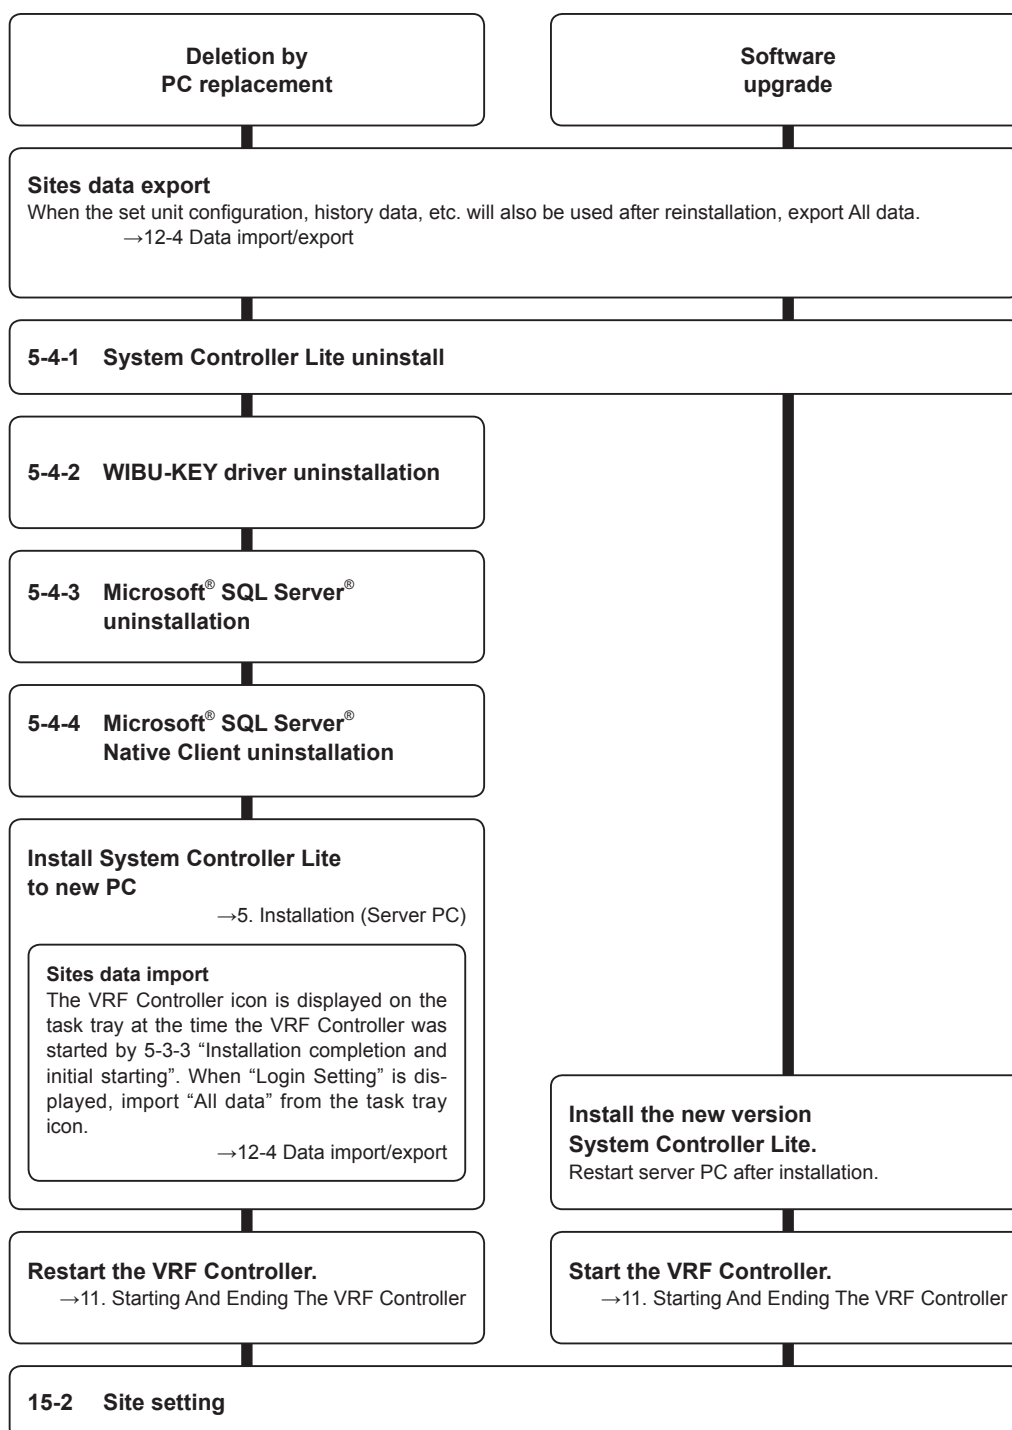 Deletion by
PC replacement
Software
upgrade
Sites data export
When the set unit configuration, history data, etc. will also be used after reinstallation, export All data.
→12-4 Data import/export
5-4-1 System Controller Lite uninstall
5-4-2 WIBU-KEY driver uninstallation
5-4-3 Microsoft® SQL Server®
uninstallation
5-4-4 Microsoft® SQL Server®
Native Client uninstallation
Install System Controller Lite
to new PC
→5. Installation (Server PC)
Sites data import
The VRF Controller icon is displayed on the
task tray at the time the VRF Controller was
started by 5-3-3 “Installation completion and
initial starting”. When “Login Setting” is dis-
played, import “All data” from the task tray
icon.
→12-4 Data import/export
Install the new version
System Controller Lite.
Restart server PC after installation.
Restart the VRF Controller.
→11. Starting And Ending The VRF Controller
Start the VRF Controller.
→11. Starting And Ending The VRF Controller
15-2 Site setting